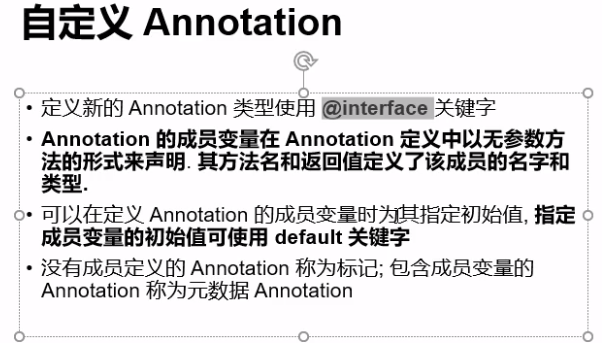 自定义 Annotation
• 定义新的 Annotation 类型使用 @interface 关键字
• Annotation 的成员变量在 Annotation 定义中以无参数方
法的形式来声明. 其方法名和返回值定义了该成员的名字和
类型.
• 可以在定义 Annotation 的成员变量时为其指定初始值, 指定
成员变量的初始值可使用 default 关键字
• 没有成员定义的 Annotation 称为标记; 包含成员变量的
Annotation 称为元数据 Annotation